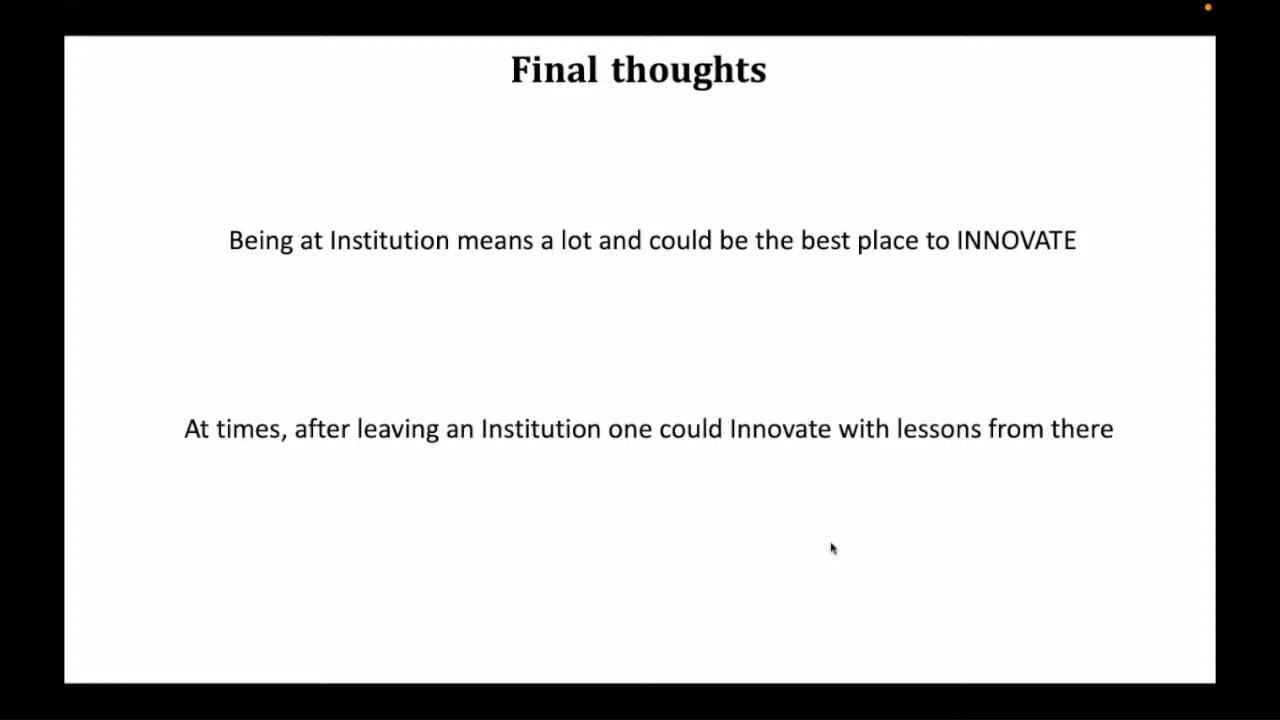 Final thoughts
Being at Institution means a lot and could be the best place to INNOVATE
At times, after leaving an Institution one could Innovate with lessons from there